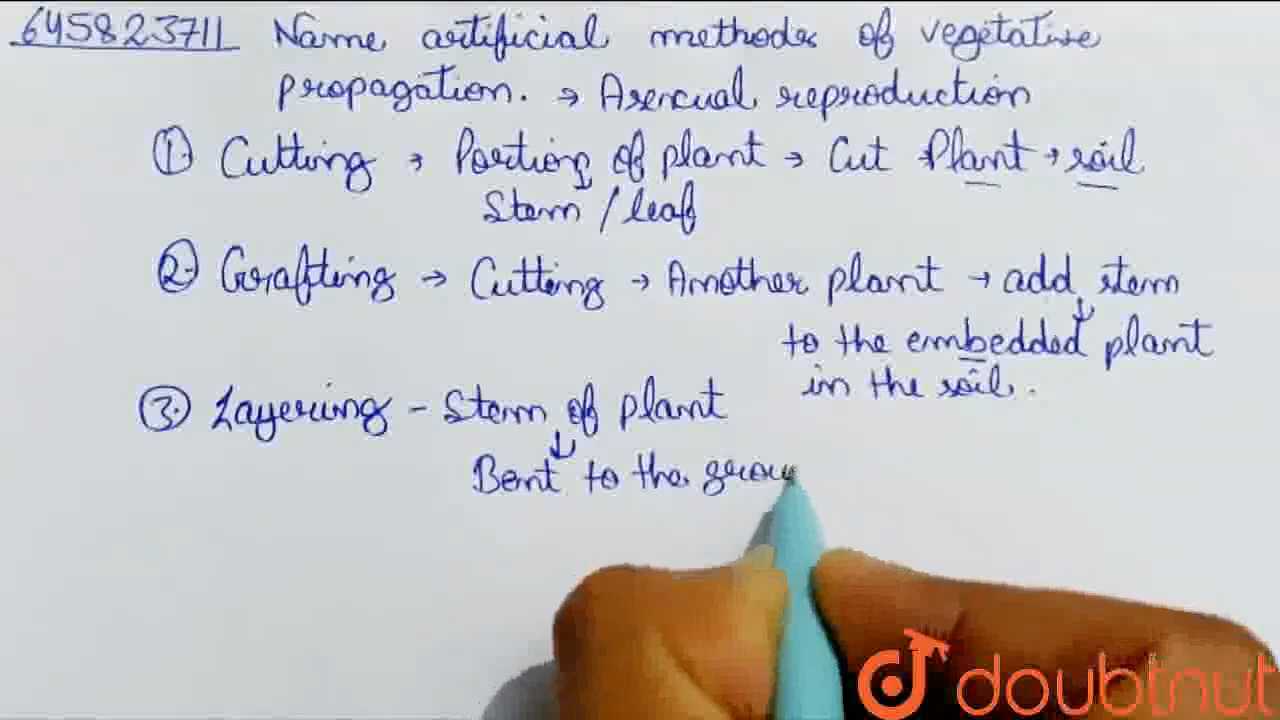 645823711 Name artificial methods of vegetative
propagation. → Asexual reproduction
① Cutting → Portion of plant → Cut Plant → soil
↓
Stem / leaf
② Grafting → Cutting → Another plant → add stem
↓
to the embedded plant
in the soil.
③ Layering - Stem of plant
↓
Bent to the grou
doubtnut